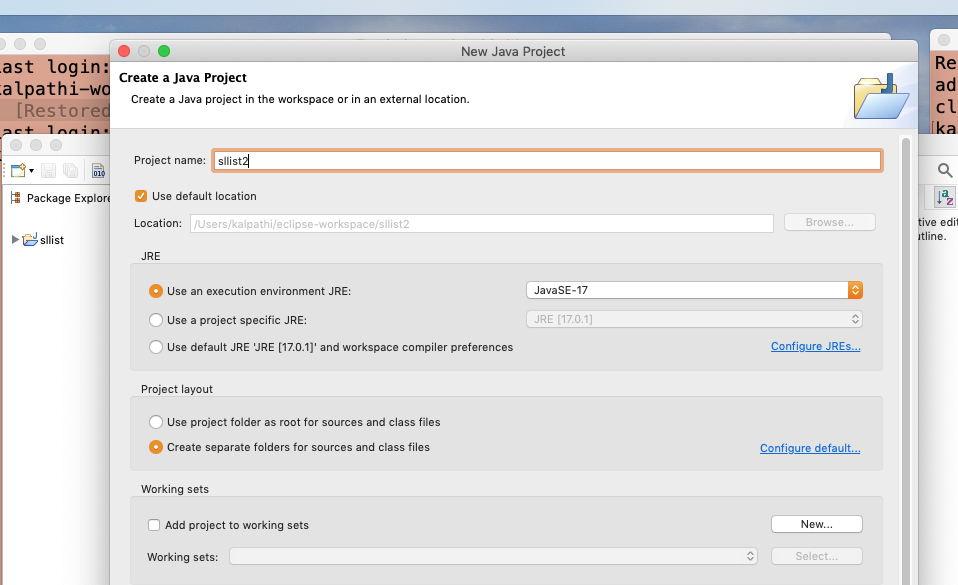 New Java Project
Last login:
kalpathi-wo
[Restored
Last login:
Re
ad
cl
[ka
Create a Java Project
Create a Java project in the workspace or in an external location.
Project name: sllist2
Use default location
Location: /Users/kalpathi/eclipse-workspace/sllist2 Browse...
Package Explore
sllist
010
a
z
tive edi
utline.
JRE
Use an execution environment JRE: JavaSE-17
Use a project specific JRE: JRE [17.0.1]
Use default JRE 'JRE [17.0.1]' and workspace compiler preferences Configure JREs...
Project layout
Use project folder as root for sources and class files
Create separate folders for sources and class files Configure default...
Working sets
Add project to working sets New...
Working sets: Select...